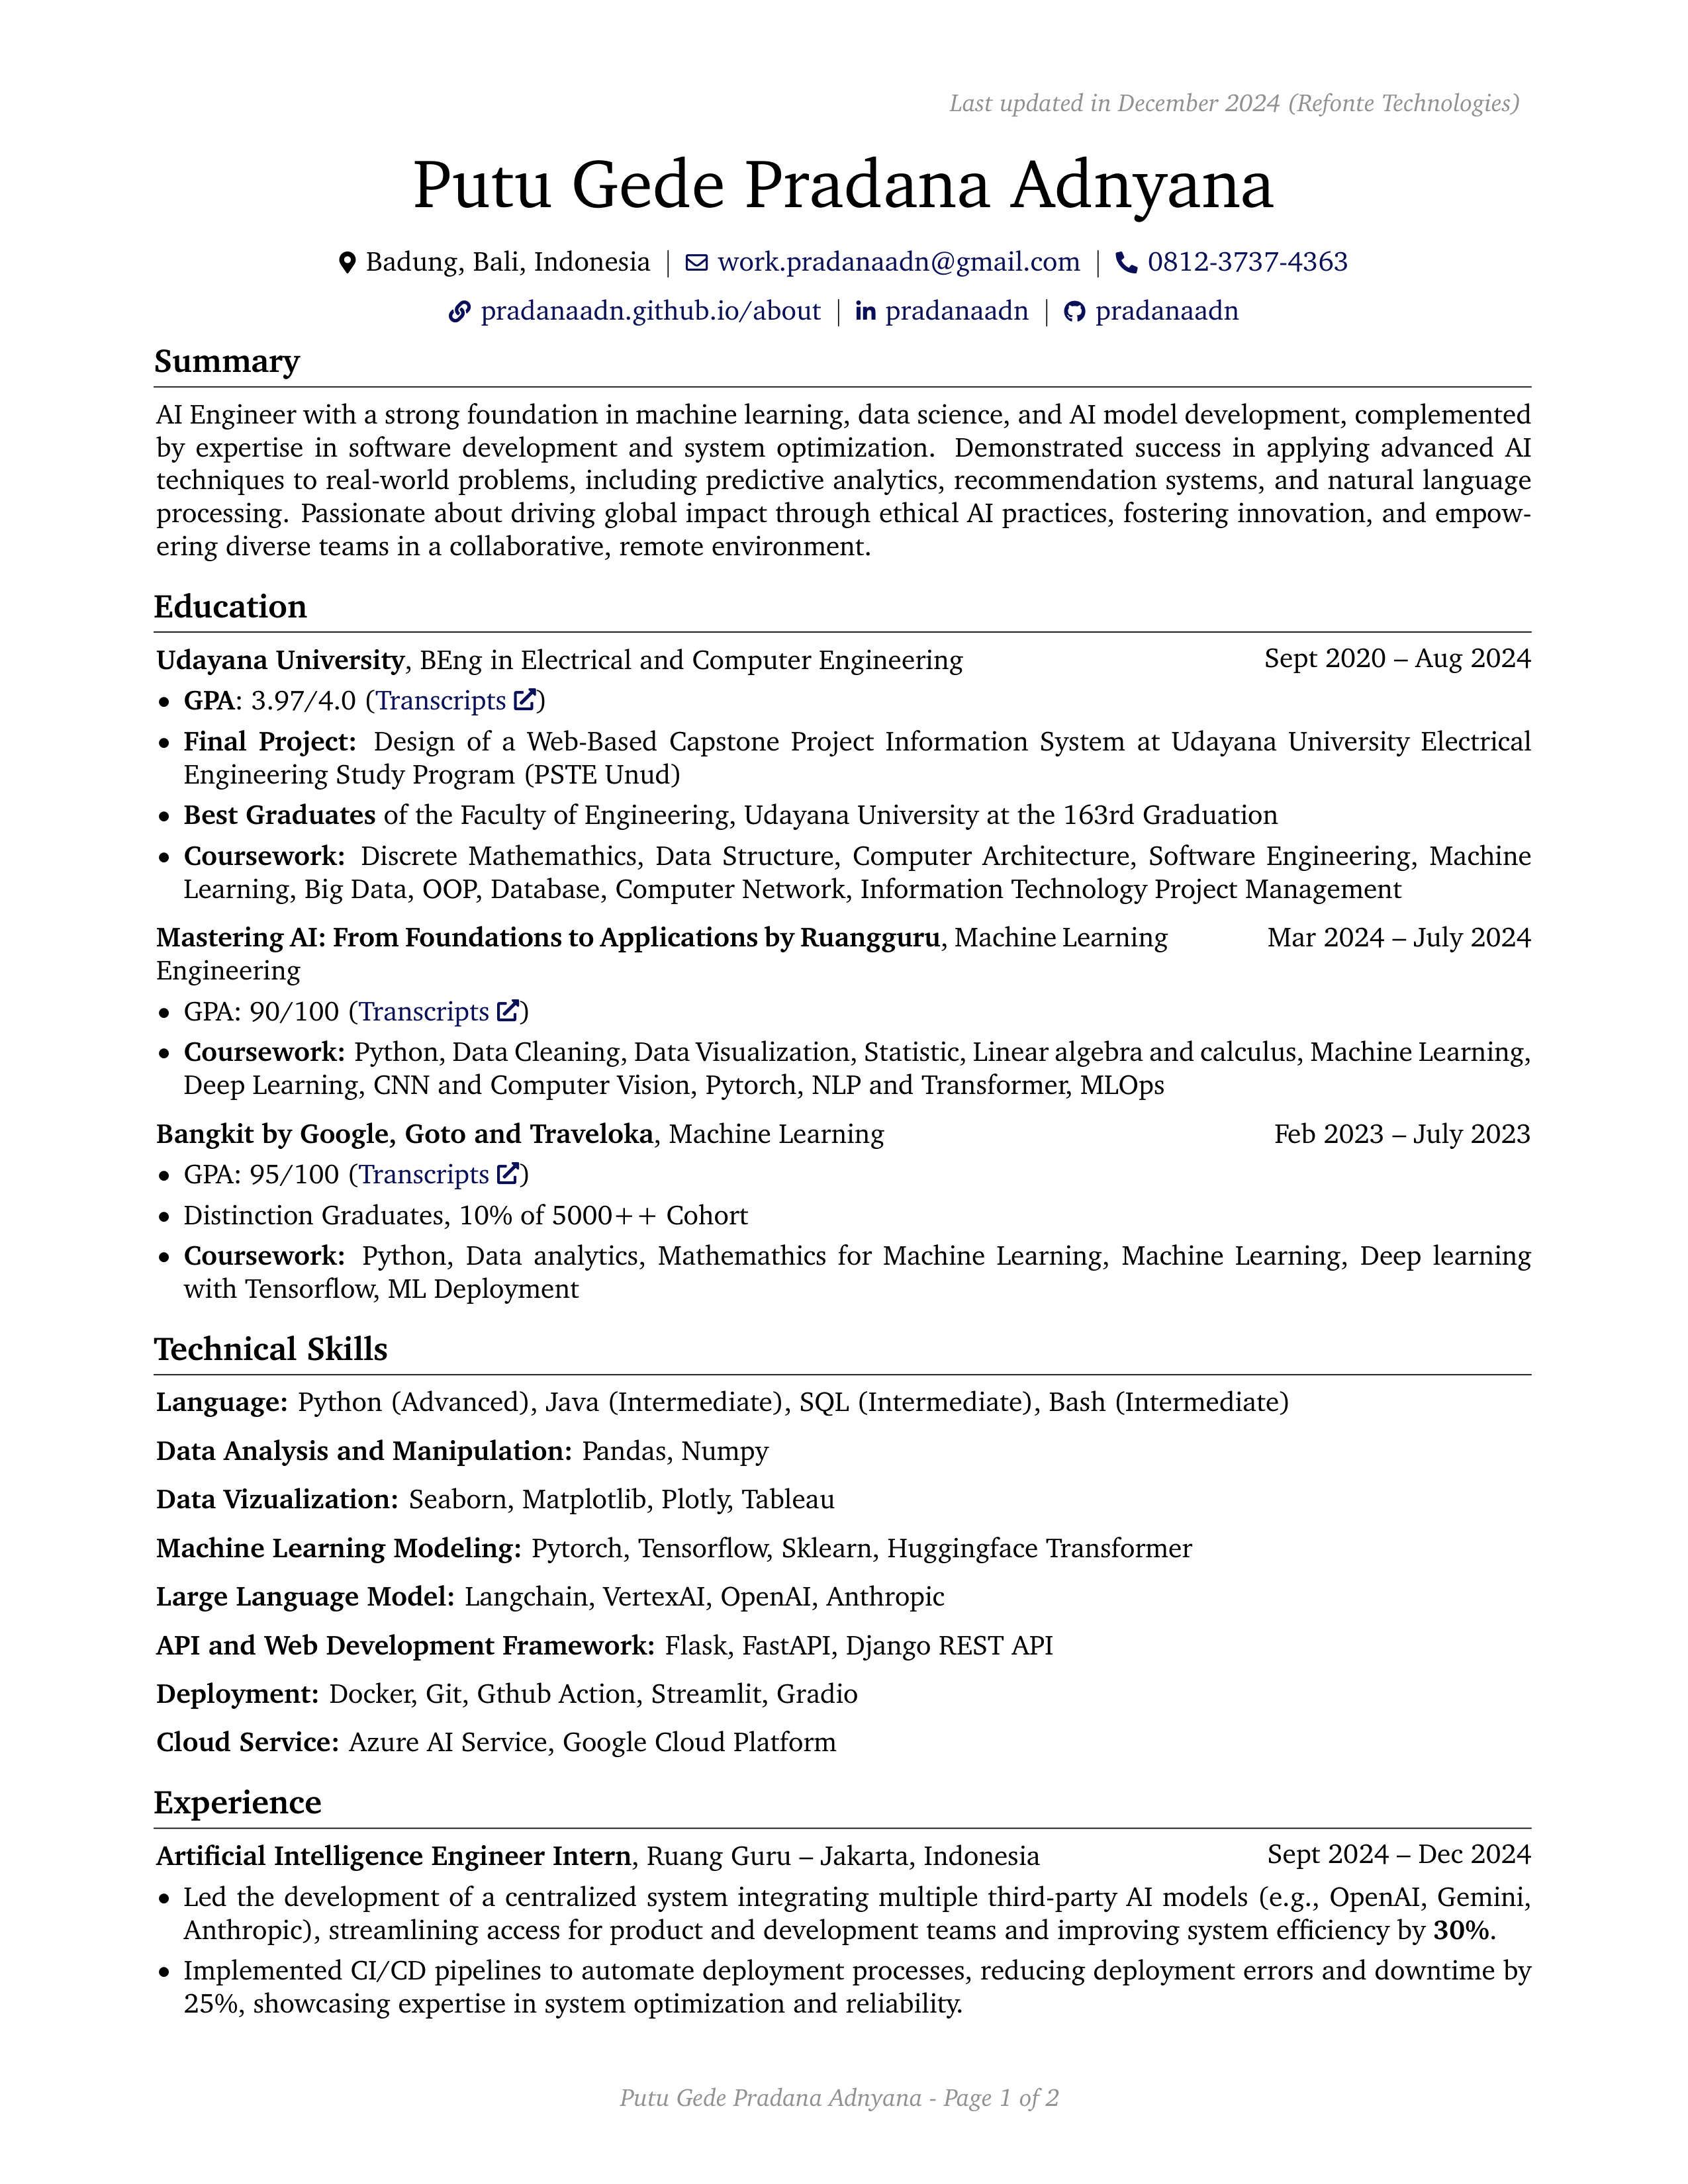 Last updated in December 2024 (Refonte Technologies)
Putu Gede Pradana Adnyana
Badung, Bali, Indonesia | work.pradanaadn@gmail.com | 0812-3737-4363
pradanaadn.github.io/about | pradanaadn | pradanaadn
Summary
AI Engineer with a strong foundation in machine learning, data science, and AI model development, complemented
by expertise in software development and system optimization. Demonstrated success in applying advanced AI
techniques to real-world problems, including predictive analytics, recommendation systems, and natural language
processing. Passionate about driving global impact through ethical AI practices, fostering innovation, and empow-
ering diverse teams in a collaborative, remote environment.
Education
Udayana University, BEng in Electrical and Computer Engineering Sept 2020 – Aug 2024
• GPA: 3.97/4.0 (Transcripts)
• Final Project: Design of a Web-Based Capstone Project Information System at Udayana University Electrical
Engineering Study Program (PSTE Unud)
• Best Graduates of the Faculty of Engineering, Udayana University at the 163rd Graduation
• Coursework: Discrete Mathemathics, Data Structure, Computer Architecture, Software Engineering, Machine
Learning, Big Data, OOP, Database, Computer Network, Information Technology Project Management
Mastering AI: From Foundations to Applications by Ruangguru, Machine Learning Mar 2024 – July 2024
Engineering
• GPA: 90/100 (Transcripts)
• Coursework: Python, Data Cleaning, Data Visualization, Statistic, Linear algebra and calculus, Machine Learning,
Deep Learning, CNN and Computer Vision, Pytorch, NLP and Transformer, MLOps
Bangkit by Google, Goto and Traveloka, Machine Learning Feb 2023 – July 2023
• GPA: 95/100 (Transcripts)
• Distinction Graduates, 10% of 5000++ Cohort
• Coursework: Python, Data analytics, Mathemathics for Machine Learning, Machine Learning, Deep learning
with Tensorflow, ML Deployment
Technical Skills
Language: Python (Advanced), Java (Intermediate), SQL (Intermediate), Bash (Intermediate)
Data Analysis and Manipulation: Pandas, Numpy
Data Vizualization: Seaborn, Matplotlib, Plotly, Tableau
Machine Learning Modeling: Pytorch, Tensorflow, Sklearn, Huggingface Transformer
Large Language Model: Langchain, VertexAI, OpenAI, Anthropic
API and Web Development Framework: Flask, FastAPI, Django REST API
Deployment: Docker, Git, Gthub Action, Streamlit, Gradio
Cloud Service: Azure AI Service, Google Cloud Platform
Experience
Artificial Intelligence Engineer Intern, Ruang Guru – Jakarta, Indonesia Sept 2024 – Dec 2024
• Led the development of a centralized system integrating multiple third-party AI models (e.g., OpenAI, Gemini,
Anthropic), streamlining access for product and development teams and improving system efficiency by 30%.
• Implemented CI/CD pipelines to automate deployment processes, reducing deployment errors and downtime by
25%, showcasing expertise in system optimization and reliability.
Putu Gede Pradana Adnyana - Page 1 of 2